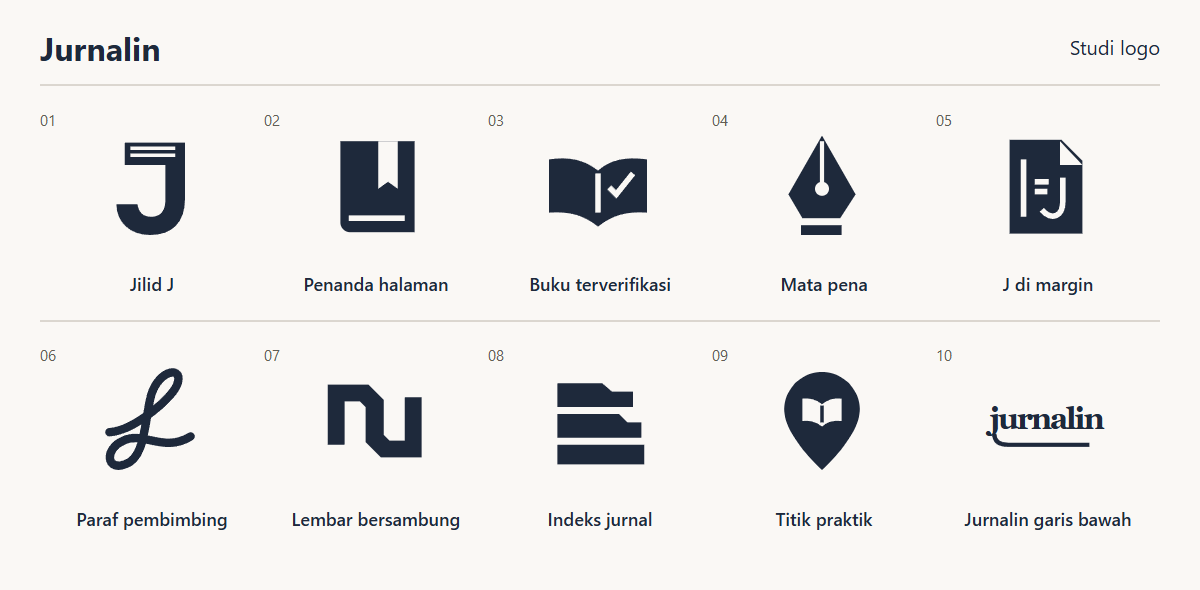 Jurnalin
Studi logo
01
02
03
04
05
Jilid J
Penanda halaman
Buku terverifikasi
Mata pena
J di margin
06
07
08
09
10
jurnalin
Paraf pembimbing
Lembar bersambung
Indeks jurnal
Titik praktik
Jurnalin garis bawah